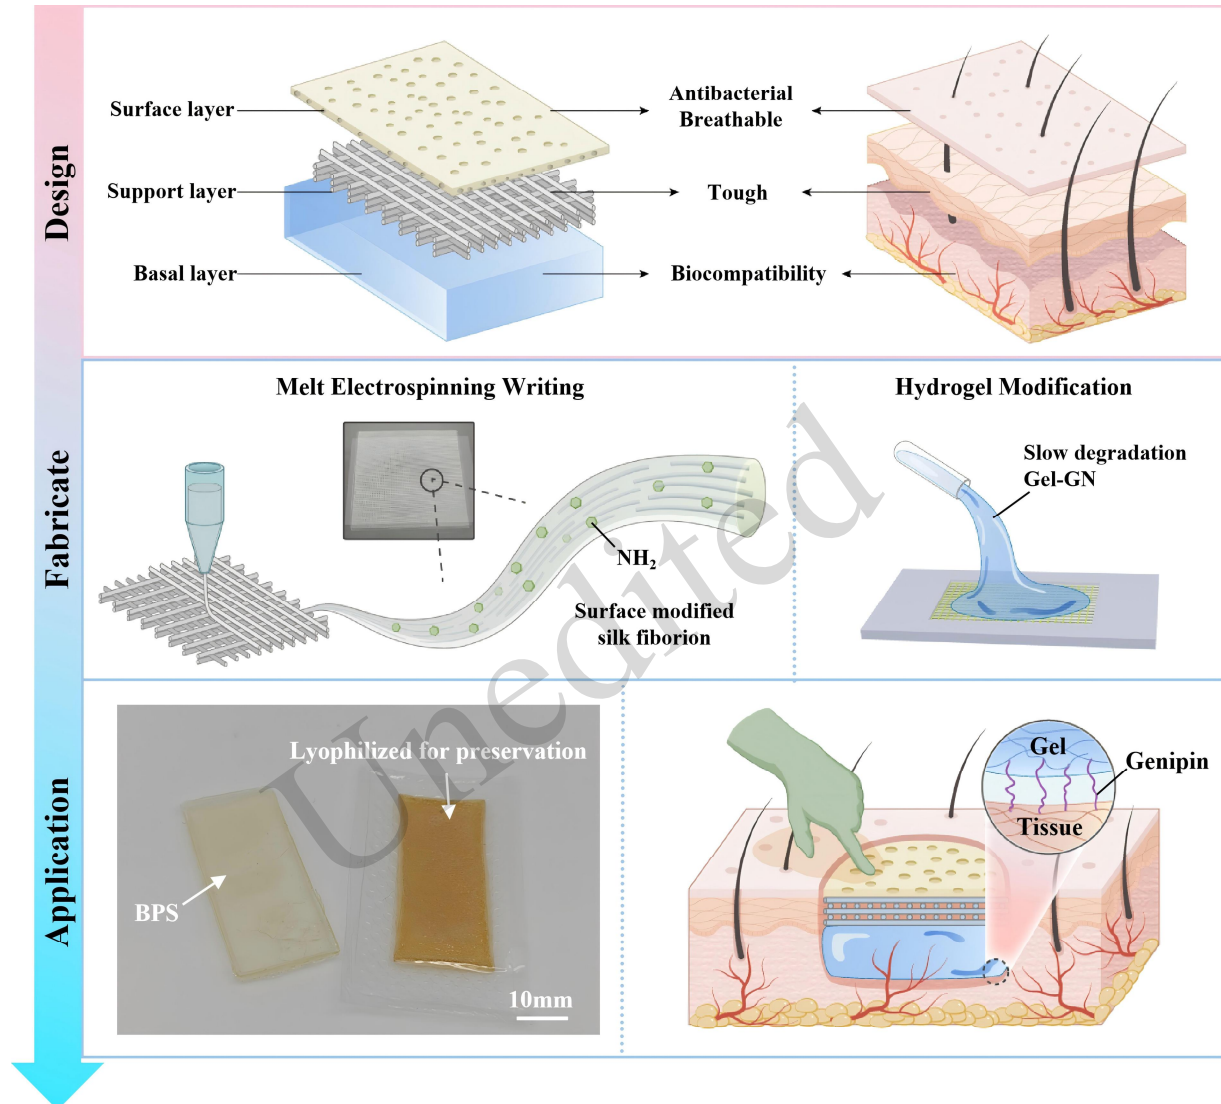 Design
Surface layer
Support layer
Basal layer
Antibacterial
Breathable
Tough
Biocompatibility
Fabricate
Melt Electrospinning Writing
NH₂
Surface modified
silk fiborion
Hydrogel Modification
Slow degradation
Gel-GN
Application
Lyophilized for preservation
BPS
10mm
Gel
Genipin
Tissue
Unedited